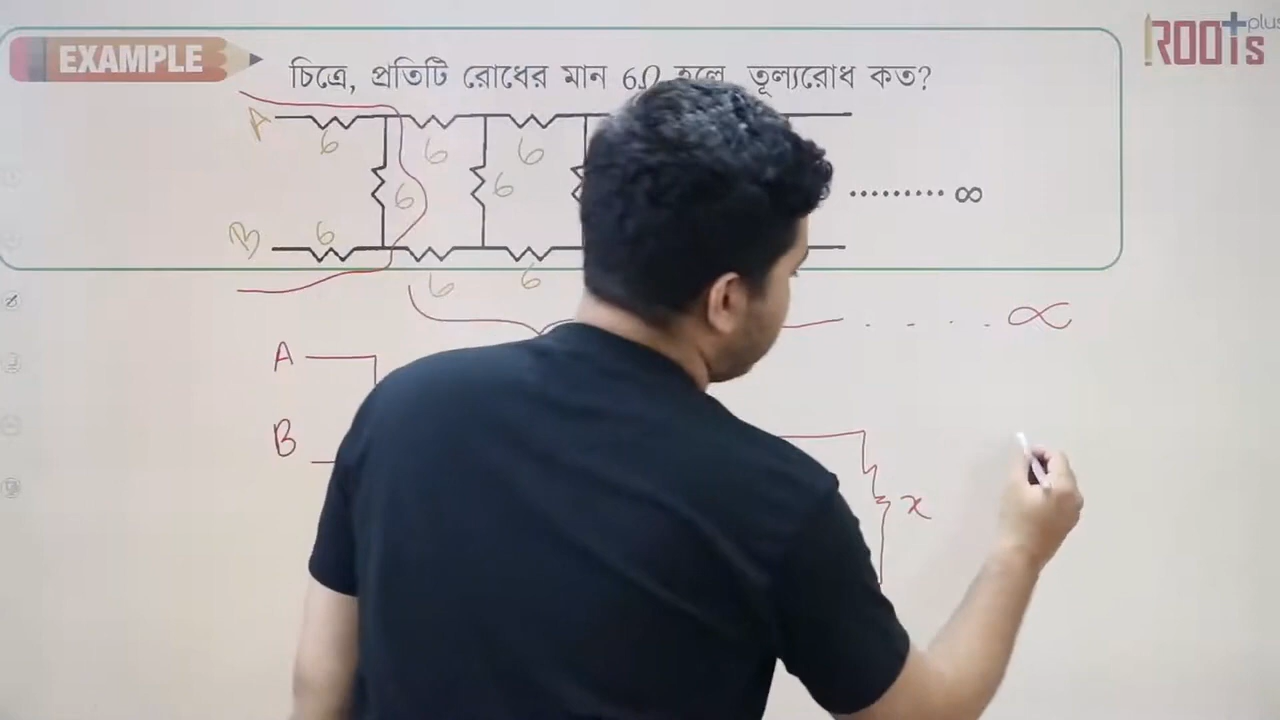 ROOTs plus
EXAMPLE
চিত্রে, প্রতিটি রোধের মান 6Ω হলে, তূল্যরোধ কত?
A
6 6 6
6 6
......... ∞
B
6
6 6
. . . . ∞
A
B
x